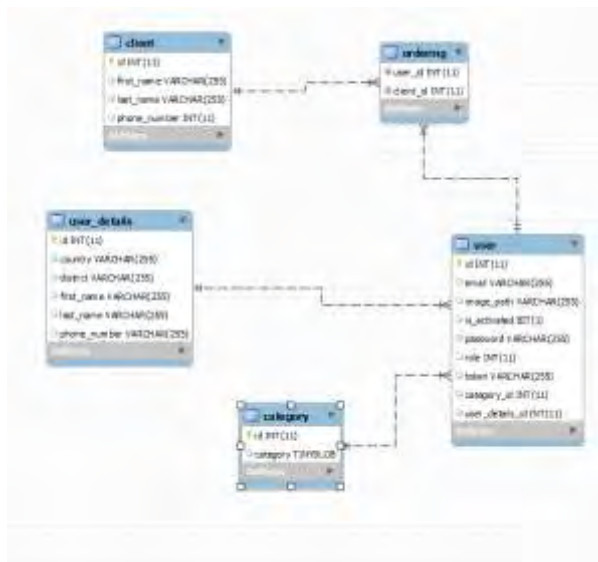 client
id INT(11)
first_name VARCHAR(255)
last_name VARCHAR(255)
phone_number INT(11)
ordering
user_id INT(11)
client_id INT(11)
user_details
id INT(11)
country VARCHAR(255)
district VARCHAR(255)
first_name VARCHAR(255)
last_name VARCHAR(255)
phone_number VARCHAR(255)
user
id INT(11)
email VARCHAR(255)
image_path VARCHAR(255)
is_activated BIT(1)
password VARCHAR(255)
role INT(11)
token VARCHAR(255)
category_id INT(11)
user_details_id INT(11)
category
id INT(11)
category TINYBLOB